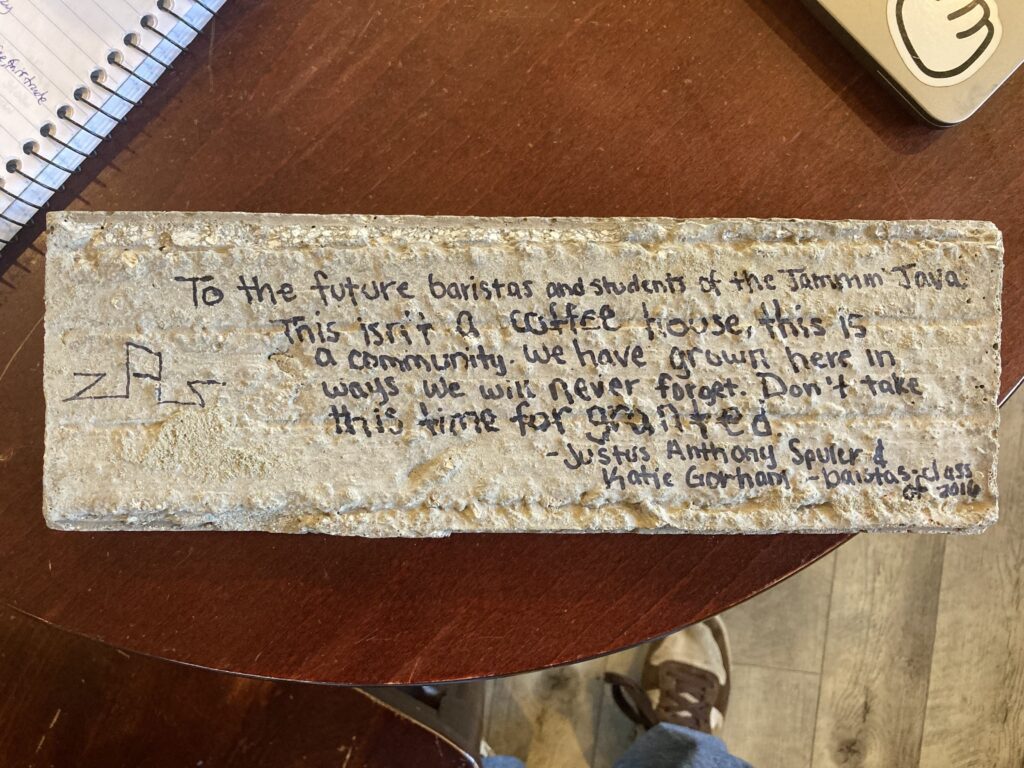 fair trade
To the future baristas and students of the Jammin' Java
This isn't a coffee house, this is
a community. We have grown here in
ways we will never forget. Don't take
this time for granted.
-Justus Anthony Spuler &
Katie Gorham - baristas, class
of 2016